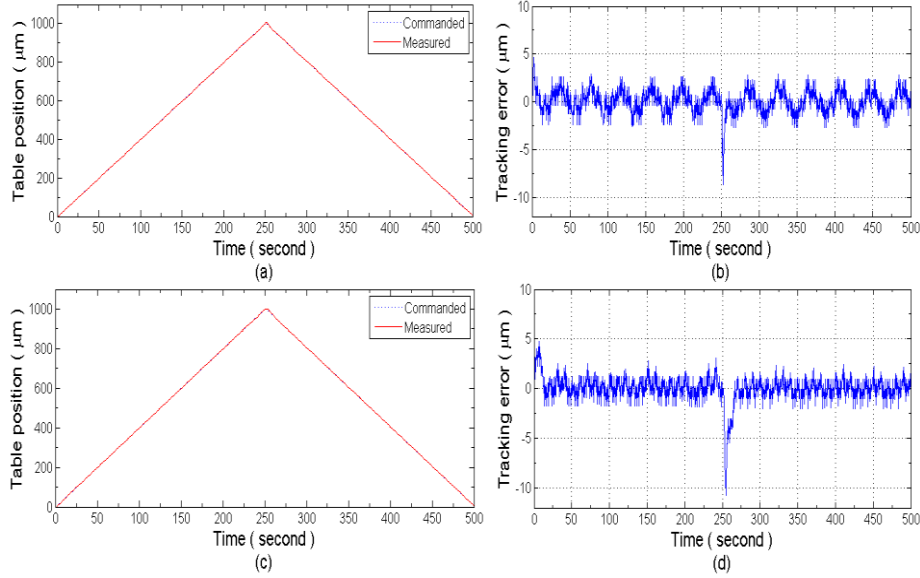 Table position ( μm )
1000
800
600
400
200
0
Commanded
Measured
0 50 100 150 200 250 300 350 400 450 500
Time ( second )
(a)
Tracking error ( μm )
10
5
0
-5
-10
0 50 100 150 200 250 300 350 400 450 500
Time ( second )
(b)
Table position ( μm )
1000
800
600
400
200
0
Commanded
Measured
0 50 100 150 200 250 300 350 400 450 500
Time ( second )
(c)
Tracking error ( μm )
10
5
0
-5
-10
0 50 100 150 200 250 300 350 400 450 500
Time ( second )
(d)